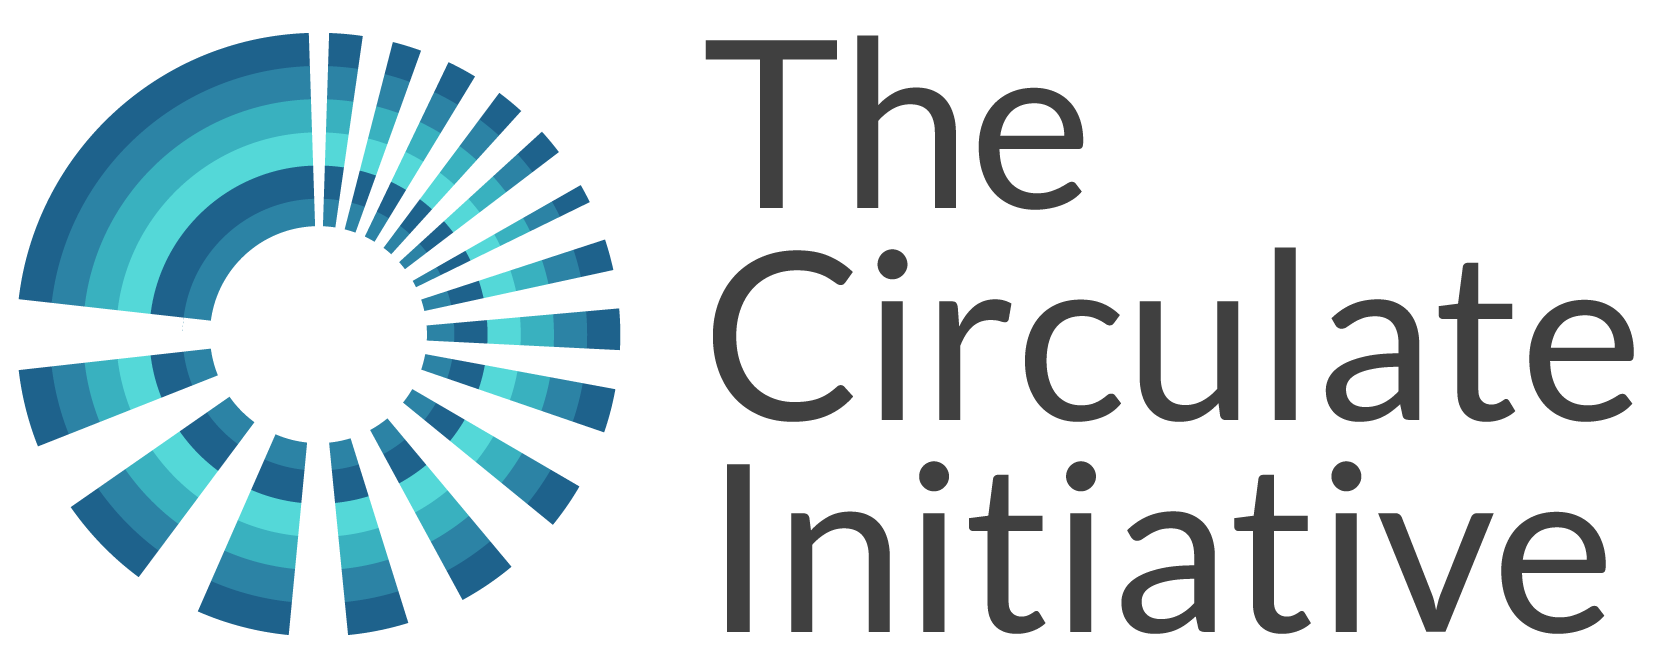 The
Circulate
Initiative